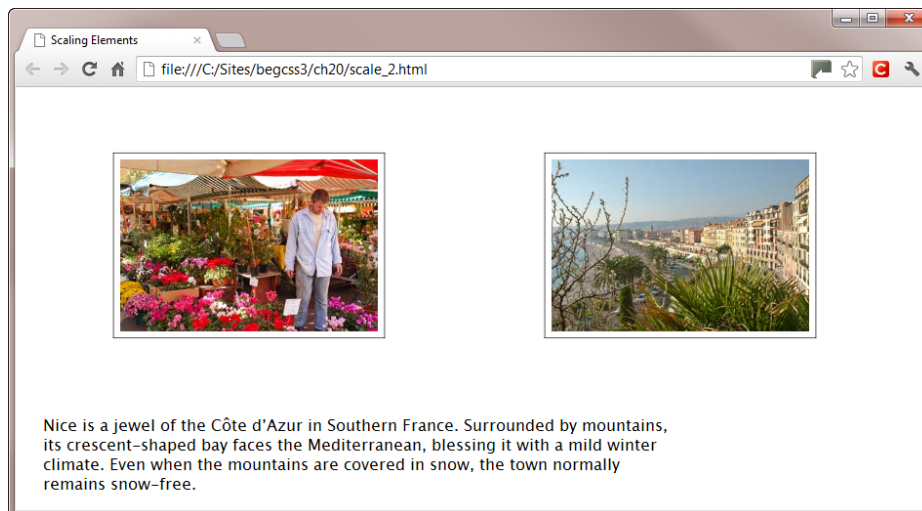 Scaling Elements
file:///C:/Sites/begcss3/ch20/scale_2.html
Nice is a jewel of the Côte d’Azur in Southern France. Surrounded by mountains,
its crescent-shaped bay faces the Mediterranean, blessing it with a mild winter
climate. Even when the mountains are covered in snow, the town normally
remains snow-free.